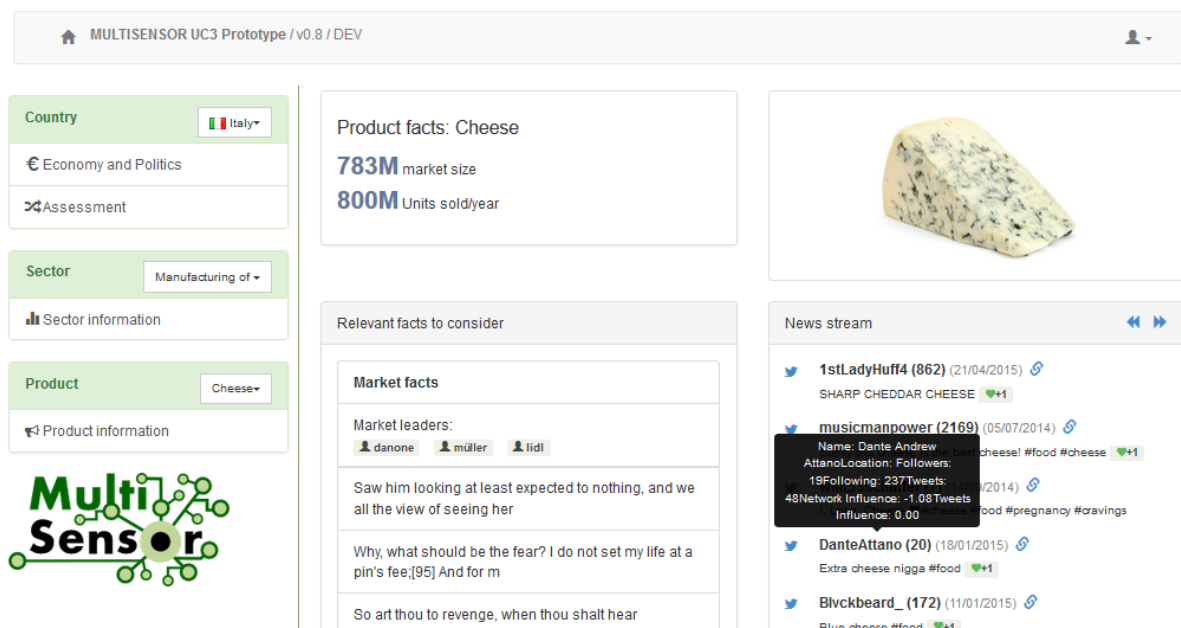 MULTISENSOR UC3 Prototype / v0.8 / DEV
Country
Italy
€ Economy and Politics
Assessment
Sector
Manufacturing of
Sector information
Product
Cheese
Product information
Multi
Sensor
Product facts: Cheese
783M market size
800M Units sold/year
Relevant facts to consider
Market facts
Market leaders:
danone müller lidl
Saw him looking at least expected to nothing, and we
all the view of seeing her
Why, what should be the fear? I do not set my life at a
pin's fee;[95] And for m
So art thou to revenge, when thou shalt hear
News stream
1stLadyHuff4 (862) (21/04/2015)
SHARP CHEDDAR CHEESE +1
musicmanpower (2169) (05/07/2014)
best cheese! #food #cheese +1
Name: Dante Andrew
AttanoLocation: Followers:
19Following: 237Tweets:
48Network Influence: -1.08Tweets
Influence: 0.00
/2014)
#cheese #food #pregnancy #cravings
DanteAttano (20) (18/01/2015)
Extra cheese nigga #food +1
Blvckbeard_ (172) (11/01/2015)
Blue cheese #food +1